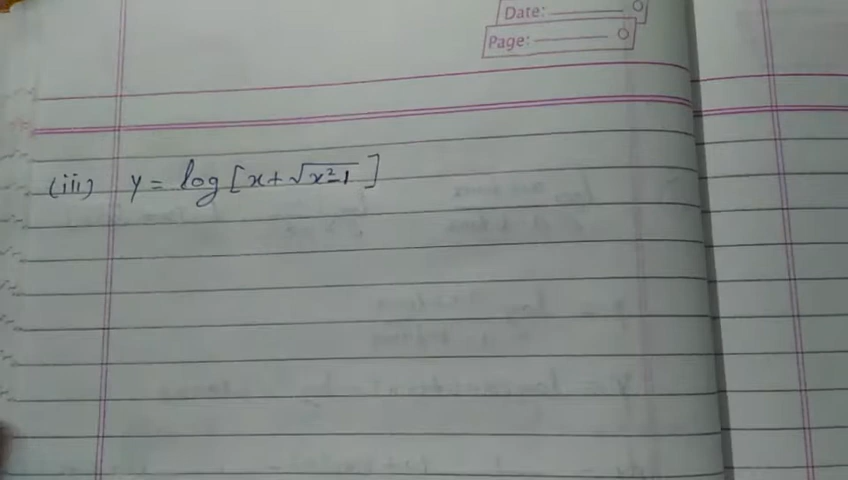 Date:
Page:
(iii) y = log [x+√x²-1]